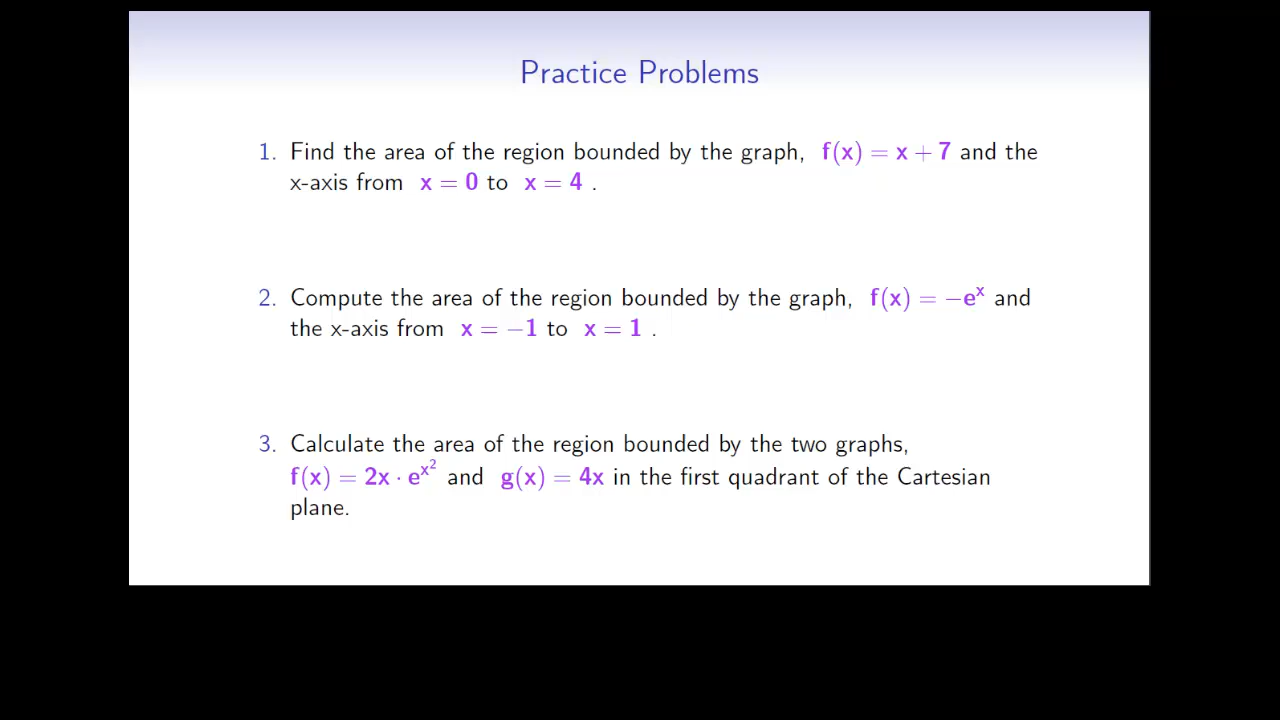 Practice Problems
1. Find the area of the region bounded by the graph, f(x) = x + 7 and the
x-axis from x = 0 to x = 4 .
2. Compute the area of the region bounded by the graph, f(x) = −eˣ and
the x-axis from x = −1 to x = 1 .
3. Calculate the area of the region bounded by the two graphs,
f(x) = 2x · e^x² and g(x) = 4x in the first quadrant of the Cartesian
plane.